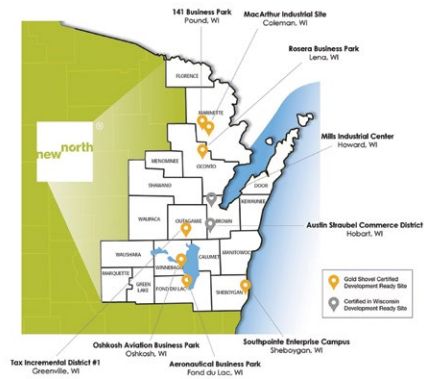 141 Business Park
Pound, WI
MacArthur Industrial Site
Coleman, WI
Rosera Business Park
Lena, WI
FLORENCE
MARINETTE
new north®
Mills Industrial Center
Howard, WI
MENOMINEE
OCONTO
SHAWANO
DOOR
KEWAUNEE
WAUPACA
OUTAGAMIE
BROWN
Austin Straubel Commerce District
Hobart, WI
WAUSHARA
WINNEBAGO
CALUMET
MANITOWOC
MARQUETTE
GREEN
LAKE
FOND DU LAC
SHEBOYGAN
Gold Shovel Certified
Development Ready Site
Certified in Wisconsin
Development Ready Site
Oshkosh Aviation Business Park
Oshkosh, WI
Southpointe Enterprise Campus
Sheboygan, WI
Tax Incremental District #1
Greenville, WI
Aeronautical Business Park
Fond du Lac, WI